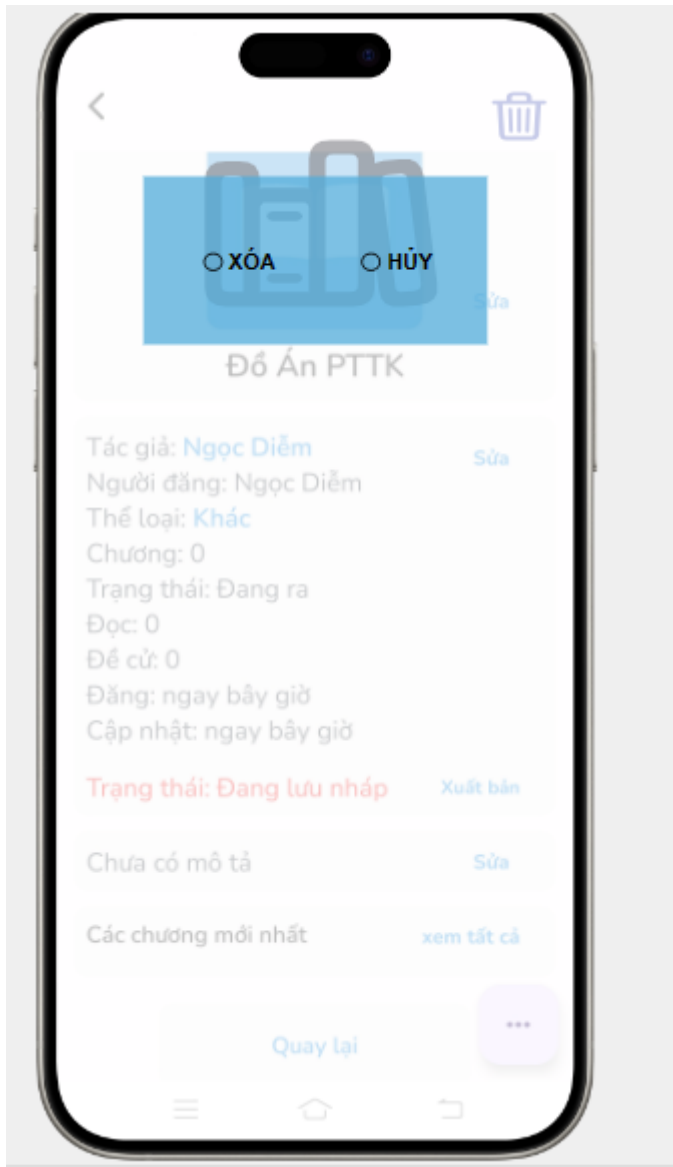 XÓA HỦY
Sửa
Đồ Án PTTK
Tác giả: Ngọc Diễm
Sửa
Người đăng: Ngọc Diễm
Thể loại: Khác
Chương: 0
Trạng thái: Đang ra
Đọc: 0
Đề cử: 0
Đăng: ngay bây giờ
Cập nhật: ngay bây giờ
Trạng thái: Đang lưu nháp Xuất bản
Chưa có mô tả Sửa
Các chương mới nhất xem tất cả
Quay lại